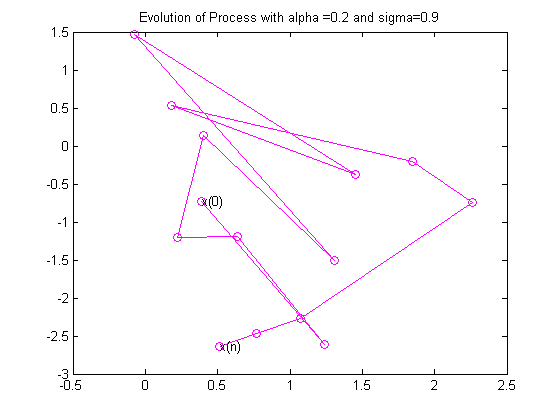 Evolution of Process with alpha =0.2 and sigma=0.9
1.5
1
0.5
0
-0.5
-1
-1.5
-2
-2.5
-3
x(0)
x(n)
-0.5 0 0.5 1 1.5 2 2.5